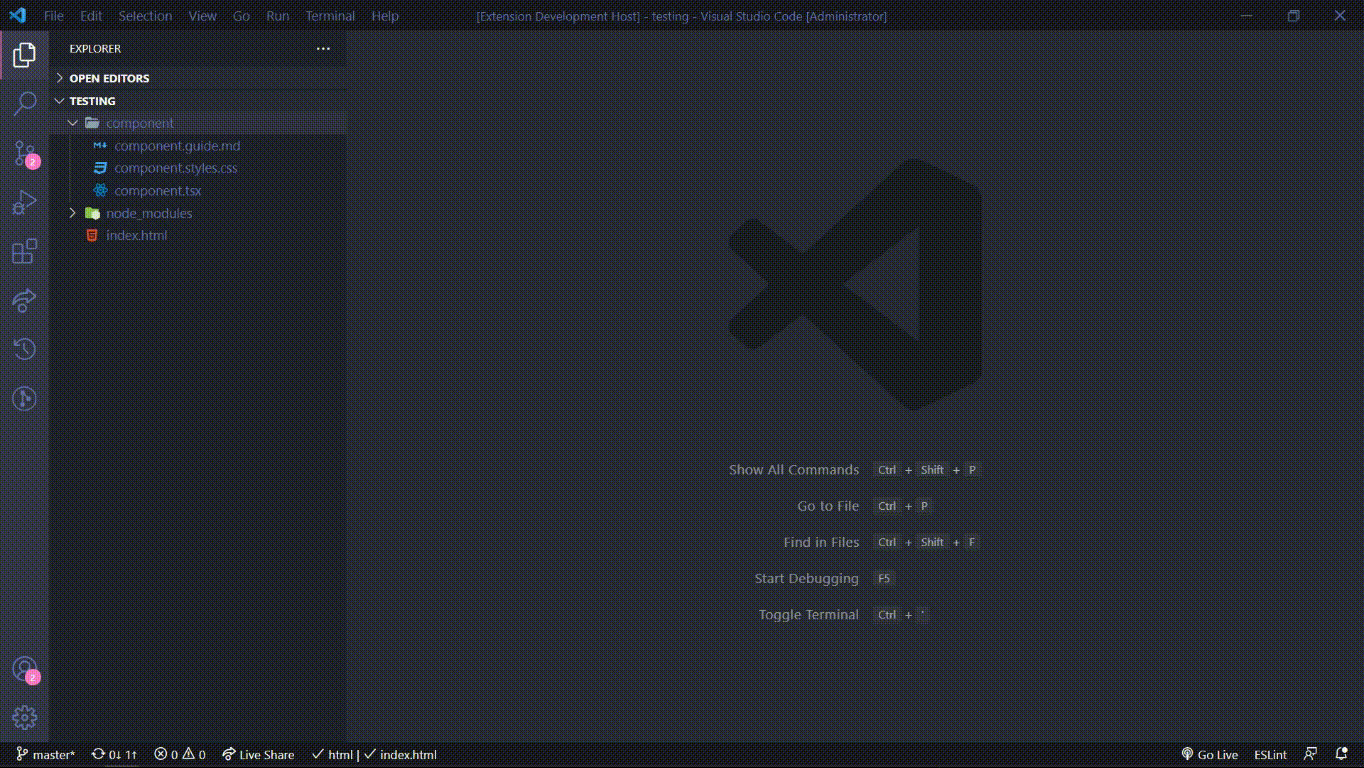 File Edit Selection View Go Run Terminal Help [Extension Development Host] - testing - Visual Studio Code [Administrator]
EXPLORER ...
OPEN EDITORS
TESTING
component
component.guide.md
component.styles.css
component.tsx
node_modules
index.html
2
Show All Commands Ctrl + Shift + P
Go to File Ctrl + P
Find in Files Ctrl + Shift + F
Start Debugging F5
Toggle Terminal Ctrl + `
2
master* 0↓ 1↑ 0 0 Live Share html | index.html Go Live ESLint